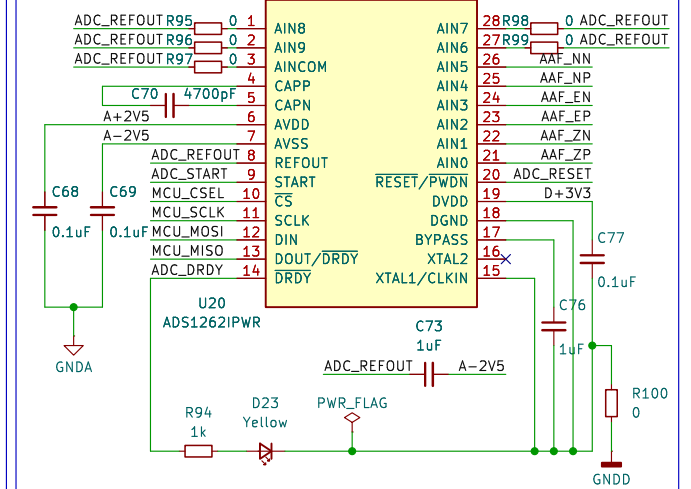 ADC_REFOUT R95 0 1 AIN8 AIN7 28 R98 0 ADC_REFOUT
ADC_REFOUT R96 0 2 AIN9 AIN6 27 R99 0 ADC_REFOUT
ADC_REFOUT R97 0 3 AINCOM AIN5 26 AAF_NN
4 CAPP AIN4 25 AAF_NP
C70 4700pF 5 CAPN AIN3 24 AAF_EN
A+2V5 6 AVDD AIN2 23 AAF_EP
A-2V5 7 AVSS AIN1 22 AAF_ZN
ADC_REFOUT 8 REFOUT AIN0 21 AAF_ZP
ADC_START 9 START RESET/PWDN 20 ADC_RESET
C68 C69 MCU_CSEL 10 CS DVDD 19 D+3V3
MCU_SCLK 11 SCLK DGND 18
0.1uF 0.1uF MCU_MOSI 12 DIN BYPASS 17 C77
MCU_MISO 13 DOUT/DRDY XTAL2 16
ADC_DRDY 14 DRDY XTAL1/CLKIN 15 0.1uF
U20 C76
ADS1262IPWR
C73
1uF 1uF
GNDA ADC_REFOUT A-2V5
R94 D23 PWR_FLAG R100
1k Yellow 0
GNDD